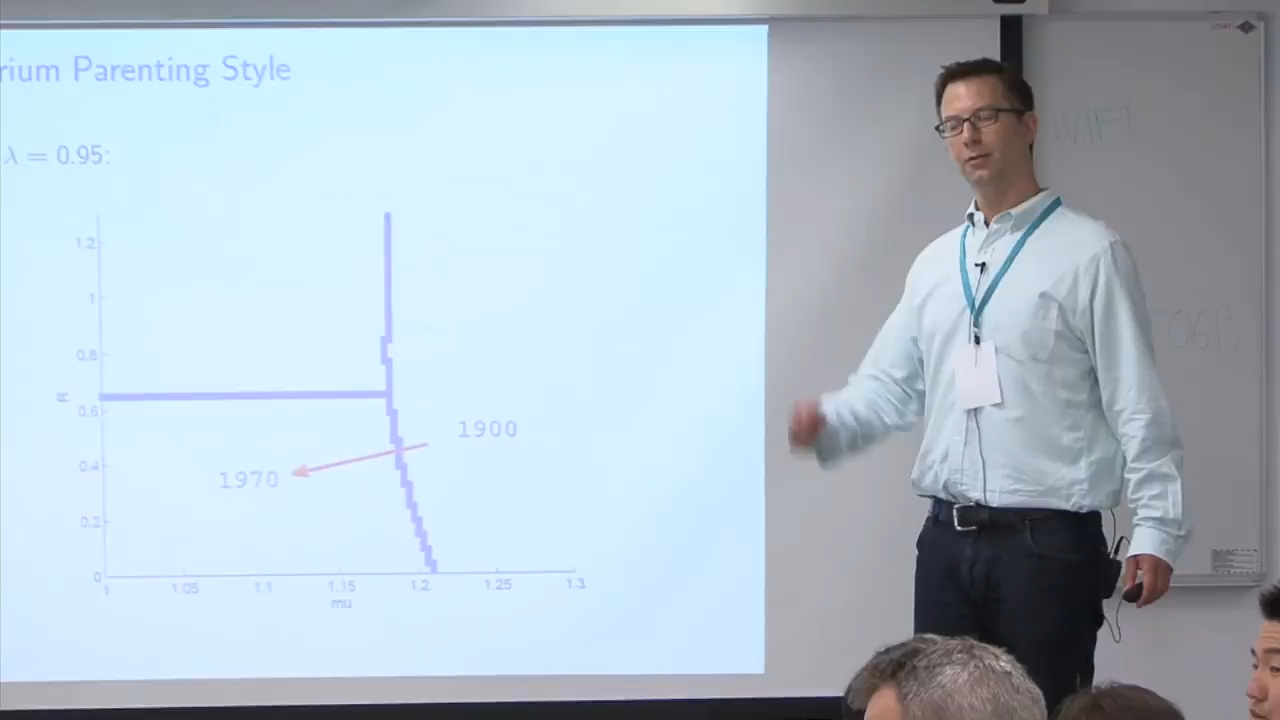 rium Parenting Style
λ = 0.95:
1.2
1
0.8
0.6
0.4
0.2
0
R
1900
1970
1 1.05 1.1 1.15 1.2 1.25 1.3
mu
WIFI